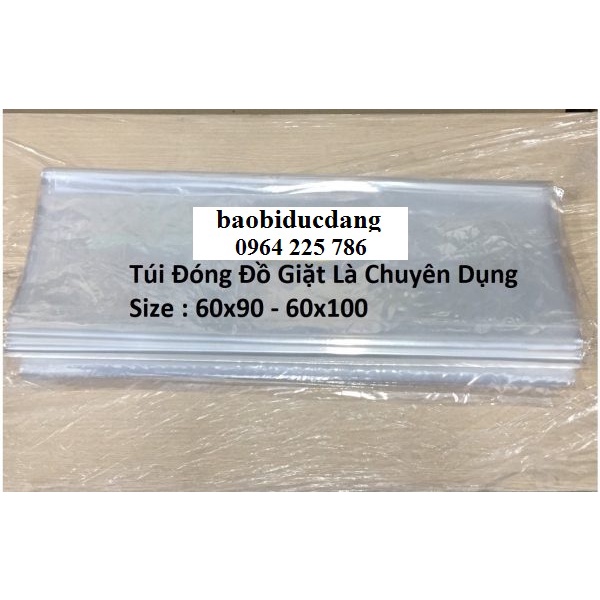 baobiducdang
0964 225 786
Túi Đóng Đồ Giặt Là Chuyên Dụng
Size : 60x90 - 60x100